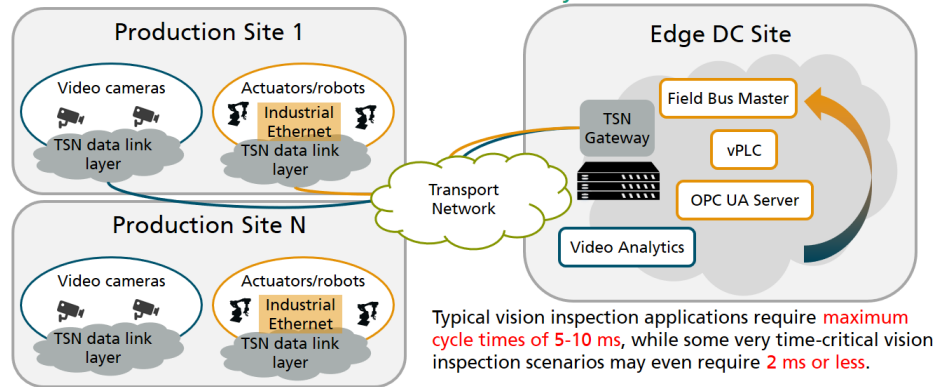 Production Site 1
Video cameras
TSN data link
layer
Actuators/robots
Industrial
Ethernet
TSN data link
layer
Production Site N
Video cameras
TSN data link
layer
Actuators/robots
Industrial
Ethernet
TSN data link
layer
Transport
Network
Edge DC Site
TSN
Gateway
Field Bus Master
vPLC
OPC UA Server
Video Analytics
Typical vision inspection applications require maximum
cycle times of 5-10 ms, while some very time-critical vision
inspection scenarios may even require 2 ms or less.